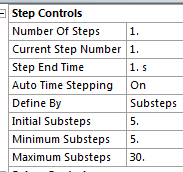 Step Controls
Number Of Steps 1.
Current Step Number 1.
Step End Time 1. s
Auto Time Stepping On
Define By Substeps
Initial Substeps 5.
Minimum Substeps 5.
Maximum Substeps 30.